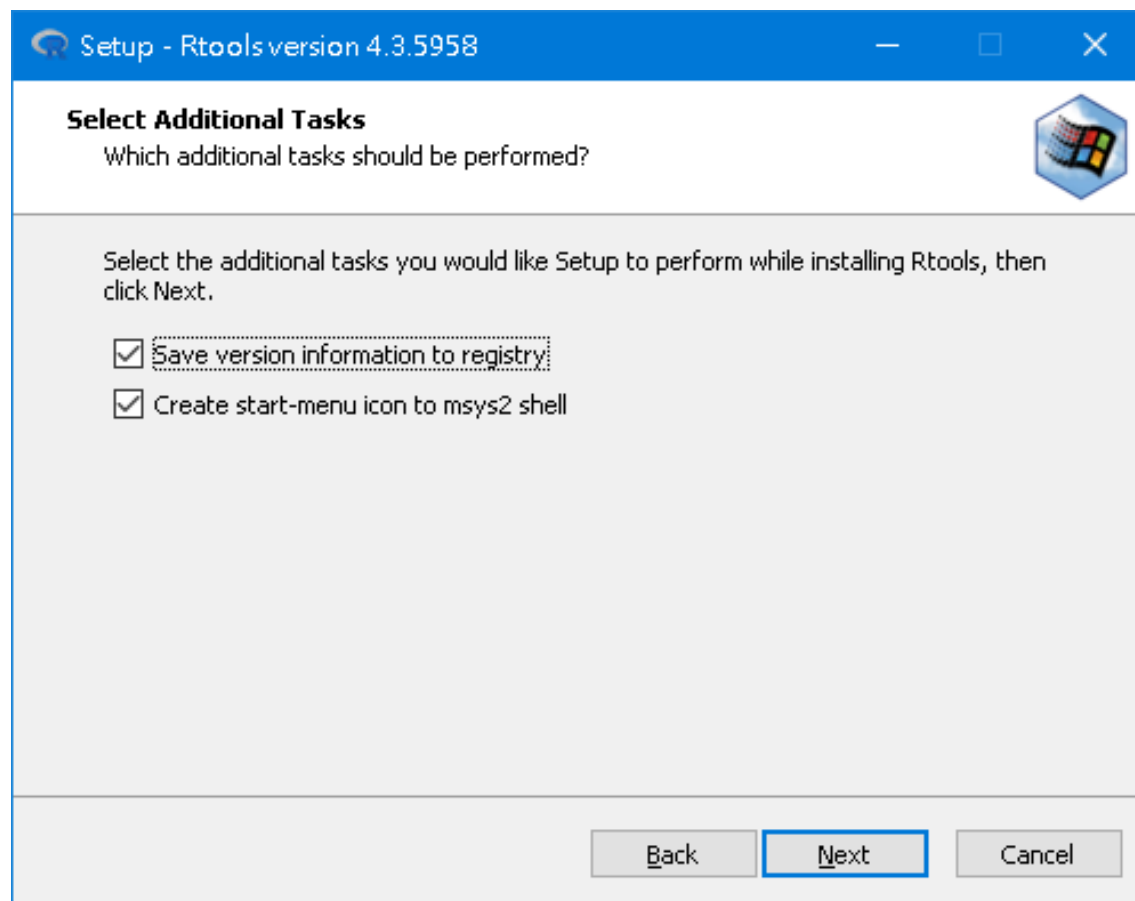 Setup - Rtools version 4.3.5958
Select Additional Tasks
Which additional tasks should be performed?
Select the additional tasks you would like Setup to perform while installing Rtools, then
click Next.
Save version information to registry
Create start-menu icon to msys2 shell
Back
Next
Cancel